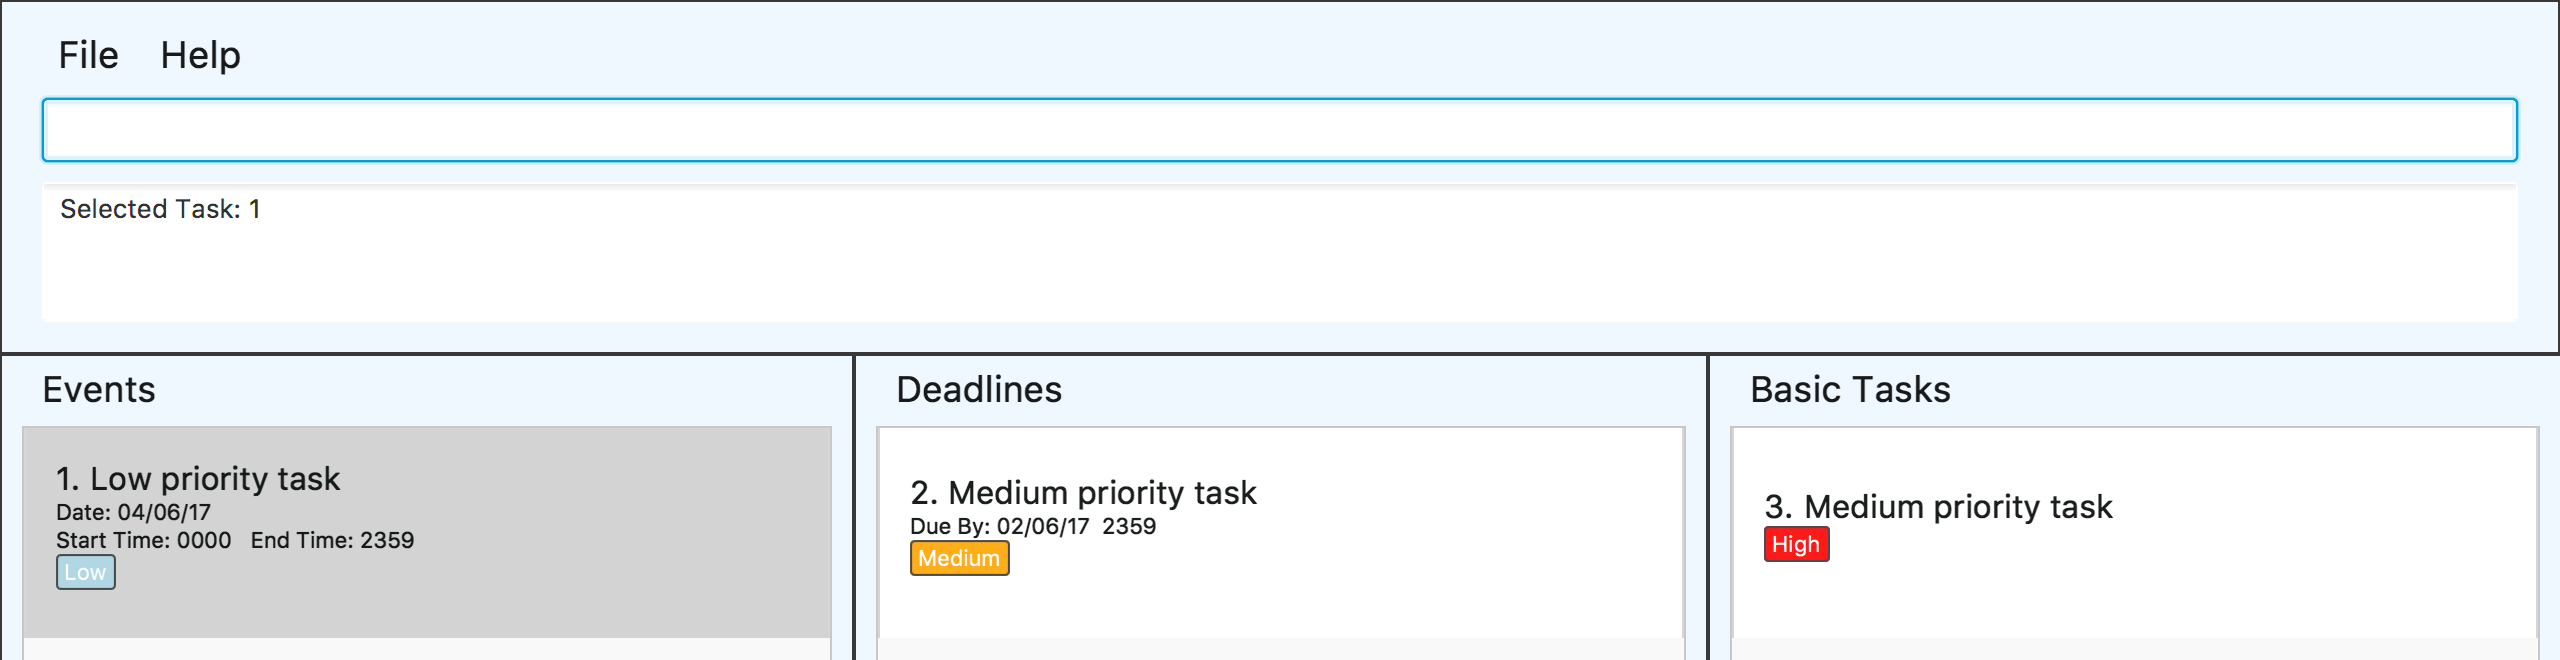 File Help
Selected Task: 1
Events
1. Low priority task
Date: 04/06/17
Start Time: 0000 End Time: 2359
Low
Deadlines
2. Medium priority task
Due By: 02/06/17 2359
Medium
Basic Tasks
3. Medium priority task
High